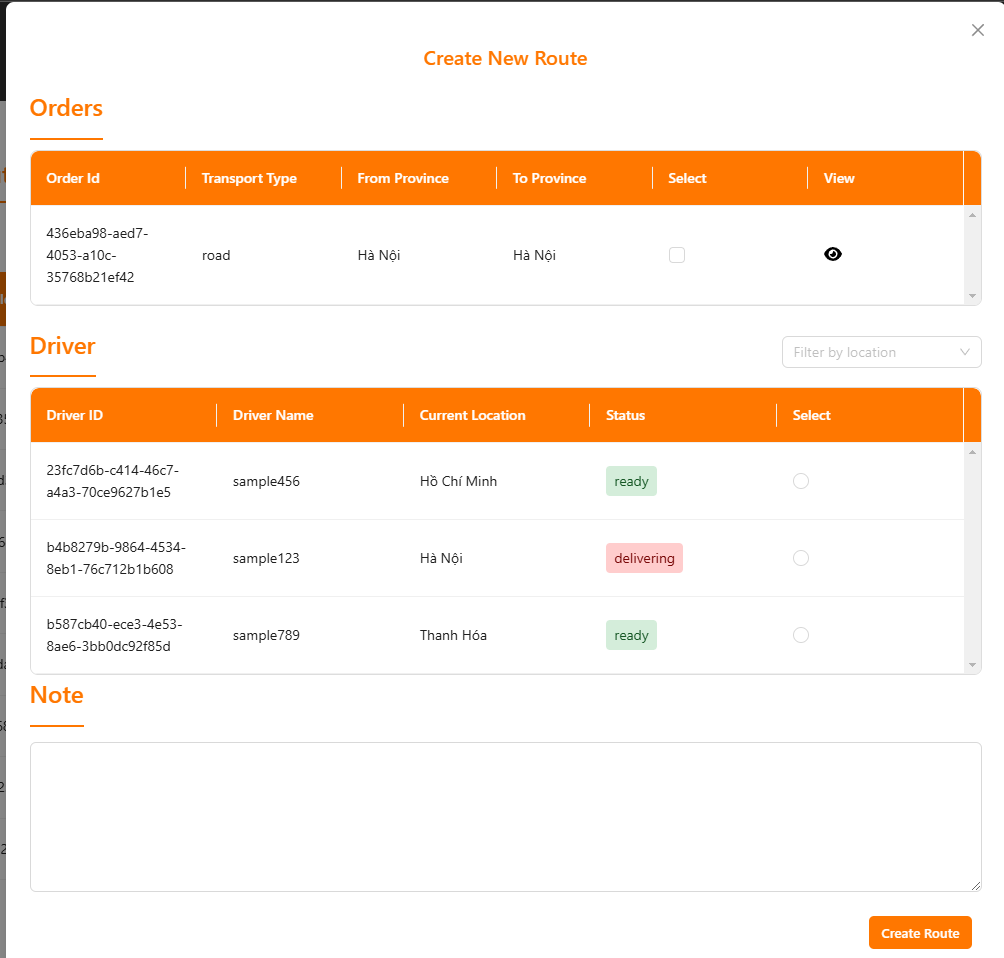 Create New Route
Orders
Order Id Transport Type From Province To Province Select View
436eba98-aed7-
4053-a10c-
35768b21ef42
road Hà Nội Hà Nội
Driver
Filter by location
Driver ID Driver Name Current Location Status Select
23fc7d6b-c414-46c7-
a4a3-70ce9627b1e5
sample456 Hồ Chí Minh ready
b4b8279b-9864-4534-
8eb1-76c712b1b608
sample123 Hà Nội delivering
b587cb40-ece3-4e53-
8ae6-3bb0dc92f85d
sample789 Thanh Hóa ready
Note
Create Route